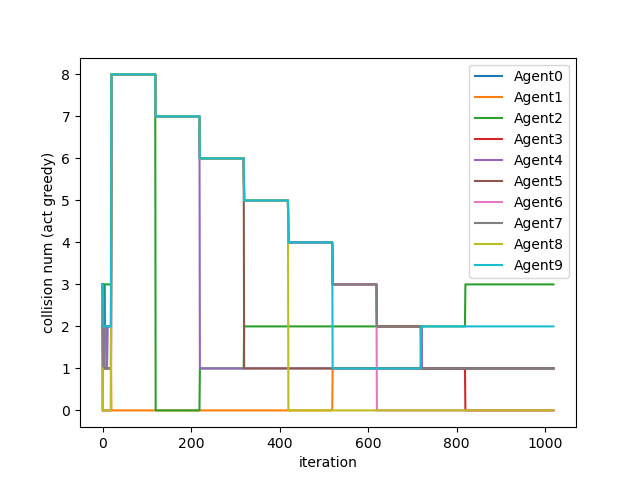 collision num (act greedy)
8
7
6
5
4
3
2
1
0
Agent0
Agent1
Agent2
Agent3
Agent4
Agent5
Agent6
Agent7
Agent8
Agent9
0
200
400
600
800
1000
iteration